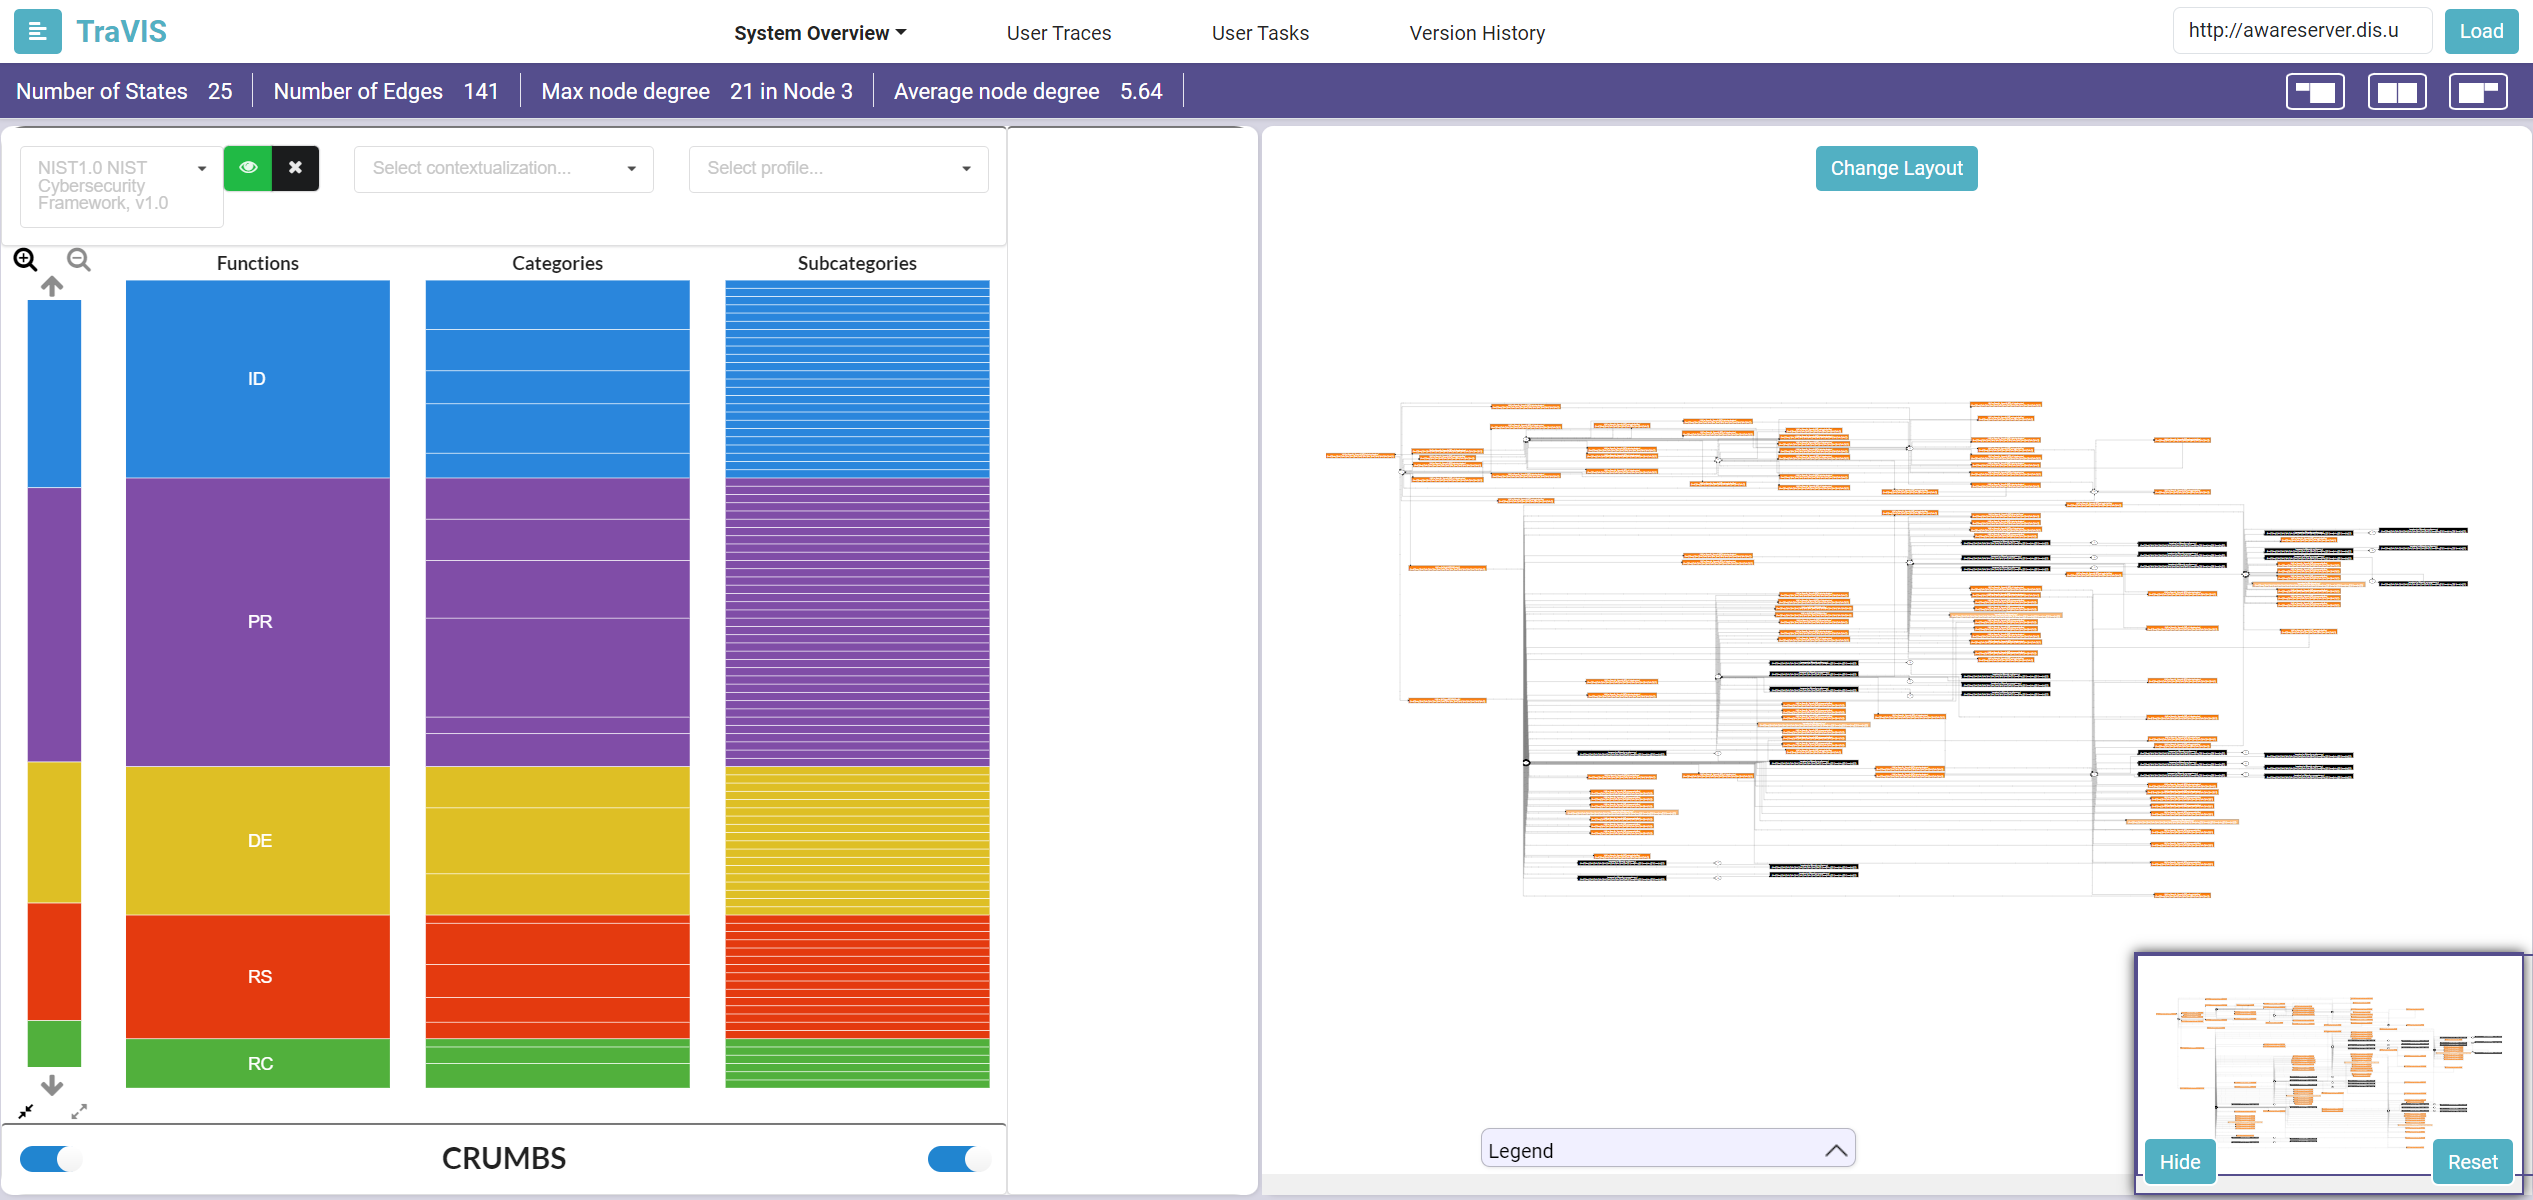 TraVIS
System Overview
User Traces
User Tasks
Version History
http://awareserver.dis.u
Load
Number of States 25
Number of Edges 141
Max node degree 21 in Node 3
Average node degree 5.64
NIST1.0 NIST
Cybersecurity
Framework, v1.0
Select contextualization...
Select profile...
Change Layout
Functions
Categories
Subcategories
ID
PR
DE
RS
RC
CRUMBS
Legend
Hide
Reset